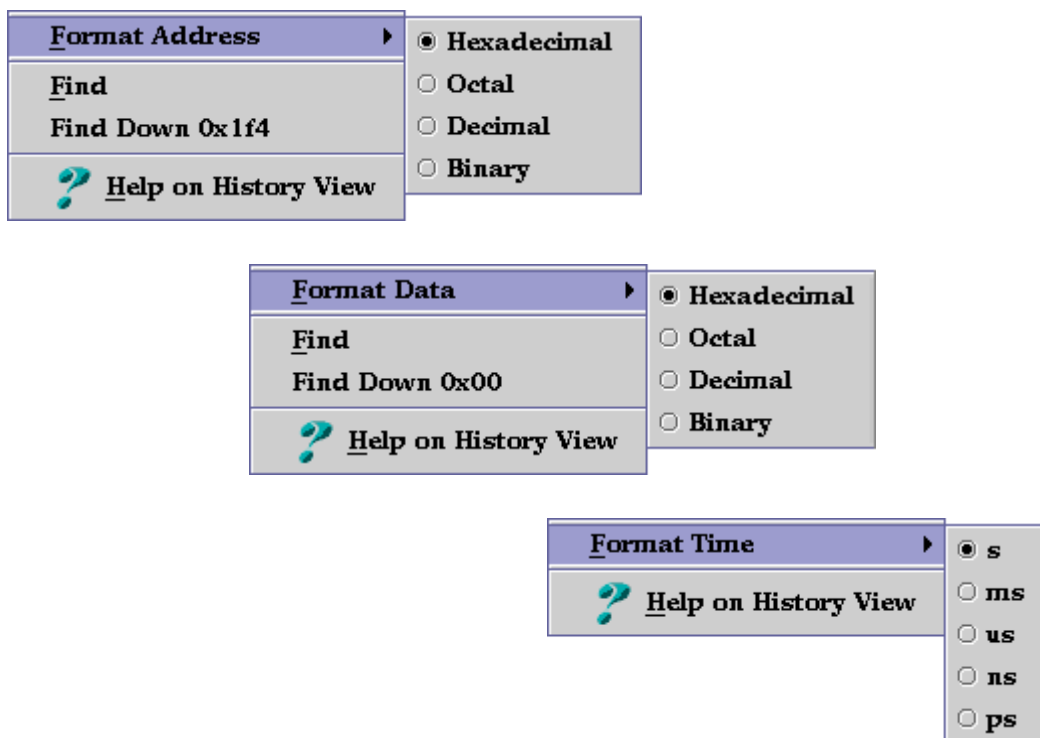 Format Address
Find
Find Down 0x1f4
Help on History View
Hexadecimal
Octal
Decimal
Binary
Format Data
Find
Find Down 0x00
Help on History View
Hexadecimal
Octal
Decimal
Binary
Format Time
Help on History View
s
ms
us
ns
ps